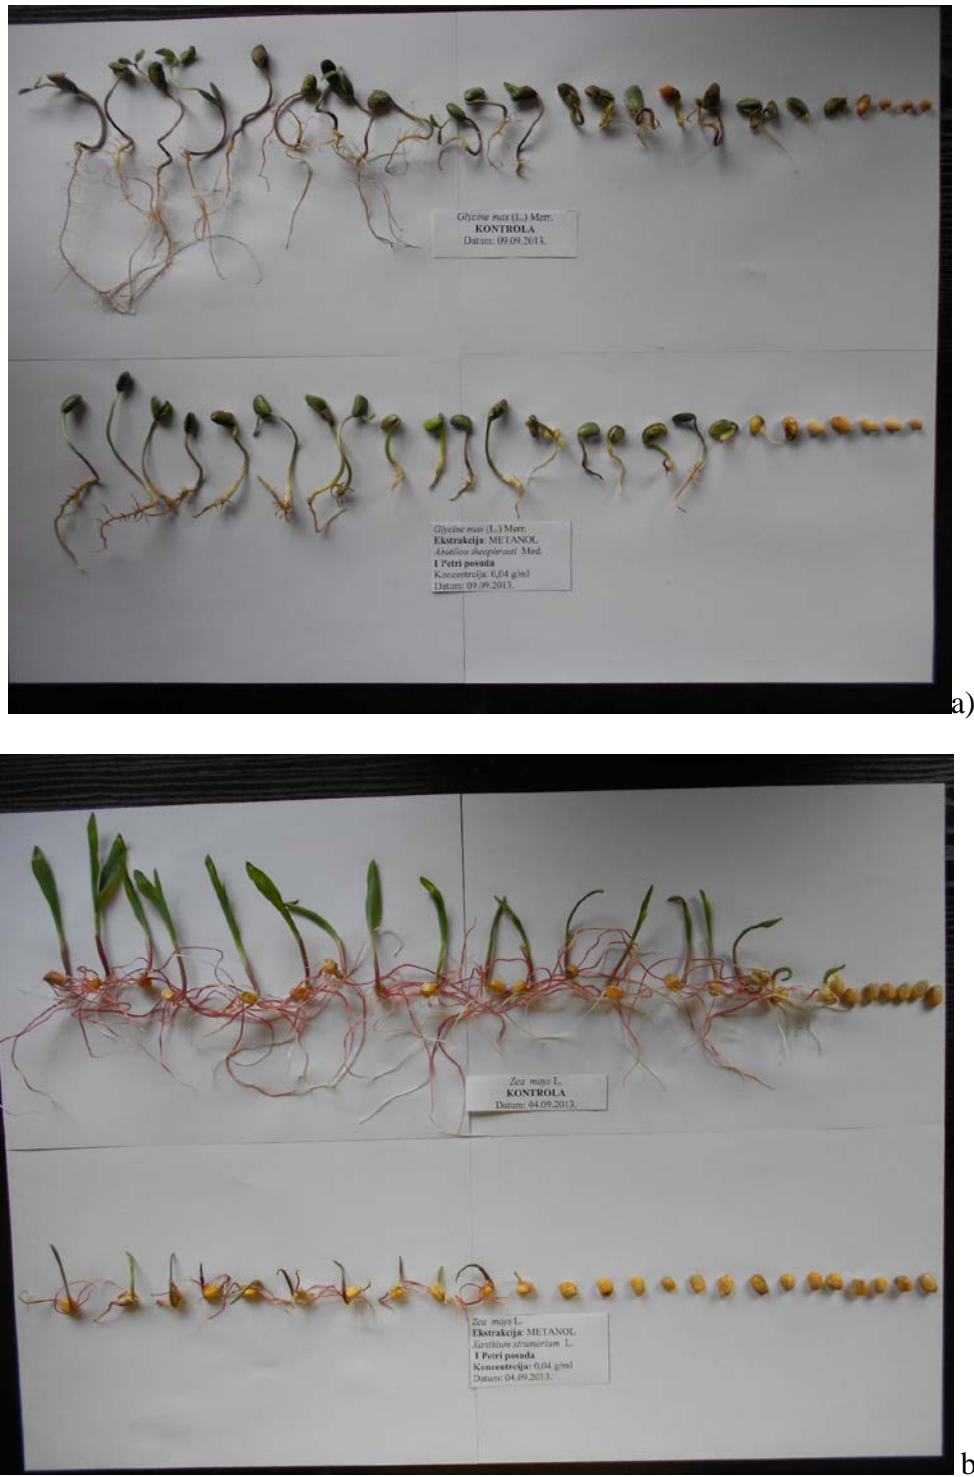 Glycine max (L.) Merr.
KONTROLA
Datum: 09.09.2013.
Glycine max (L.) Merr.
Ekstrakcija: METANOL
Abutilon theophrasti Med.
I Petri posuda
Koncentrcija: 0,04 g/ml
Datum: 09.09.2013.
a)
Zea mays L.
KONTROLA
Datum: 04.09.2013.
Zea mays L.
Ekstrakcija: METANOL
Xanthium strumarium L.
I Petri posuda
Koncentrcija: 0,04 g/ml
Datum: 04.09.2013.
b